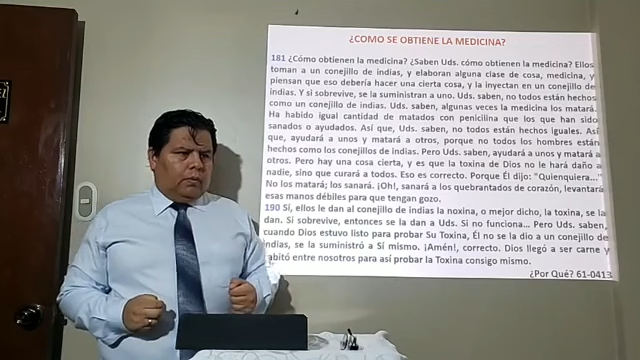 ¿COMO SE OBTIENE LA MEDICINA?
181 ¿Cómo obtienen la medicina? ¿Saben Uds. cómo obtienen la medicina? Ellos
toman a un conejillo de indias, y elaboran alguna clase de cosa, medicina, y
piensan que eso debería hacer una cierta cosa, y la inyectan en un conejillo de
indias. Y si sobrevive, se la suministran a uno. Uds. saben, no todos están hechos
como un conejillo de indias. Uds. saben, algunas veces la medicina los matará.
Ha habido igual cantidad de matados con penicilina que los que han sido
sanados o ayudados. Así que, Uds. saben, no todos están hechos iguales. Así
que, ayudará a unos y matará a otros, porque no todos los hombres están
hechos como los conejillos de indias. Pero Uds. saben, ayudará a unos y matará a
otros. Pero hay una cosa cierta, y es que la toxina de Dios no le hará daño a
nadie, sino que curará a todos. Eso es correcto. Porque Él dijo: "Quienquiera..."
No los matará; los sanará. ¡Oh!, sanará a los quebrantados de corazón, levantará
esas manos débiles para que tengan gozo.
190 Sí, ellos le dan al conejillo de indias la noxina, o mejor dicho, la toxina, se la
dan. Si sobrevive, entonces se la dan a Uds. Si no funciona... Pero Uds. saben,
cuando Dios estuvo listo para probar Su Toxina, Él no se la dio a un conejillo de
indias, se la suministró a Sí mismo. ¡Amén!, correcto. Dios llegó a ser carne y
abitó entre nosotros para así probar la Toxina consigo mismo.
¿Por Qué? 61-0413